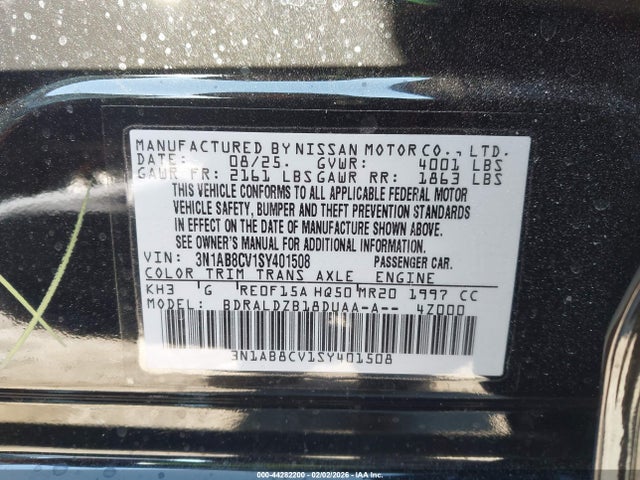 MANUFACTURED BY NISSAN MOTOR CO., LTD.
DATE: 08/25. GVWR: 4001 LBS
GAWR FR: 2161 LBS GAWR RR: 1863 LBS
THIS VEHICLE CONFORMS TO ALL APPLICABLE FEDERAL MOTOR
VEHICLE SAFETY, BUMPER AND THEFT PREVENTION STANDARDS
IN EFFECT ON THE DATE OF MANUFACTURE SHOWN ABOVE.
SEE OWNER'S MANUAL FOR ADDITIONAL INFORMATION.
VIN: 3N1AB8CV1SY401508 PASSENGER CAR.
COLOR TRIM TRANS AXLE ENGINE
KH3 G RE0F15A HQ50 MR20 1997 CC
MODEL: BDRALDZB18DUAA-A-- 4Z000
3N1AB8CV1SY401508
000-44282200 - 02/02/2026 - IAA Inc.